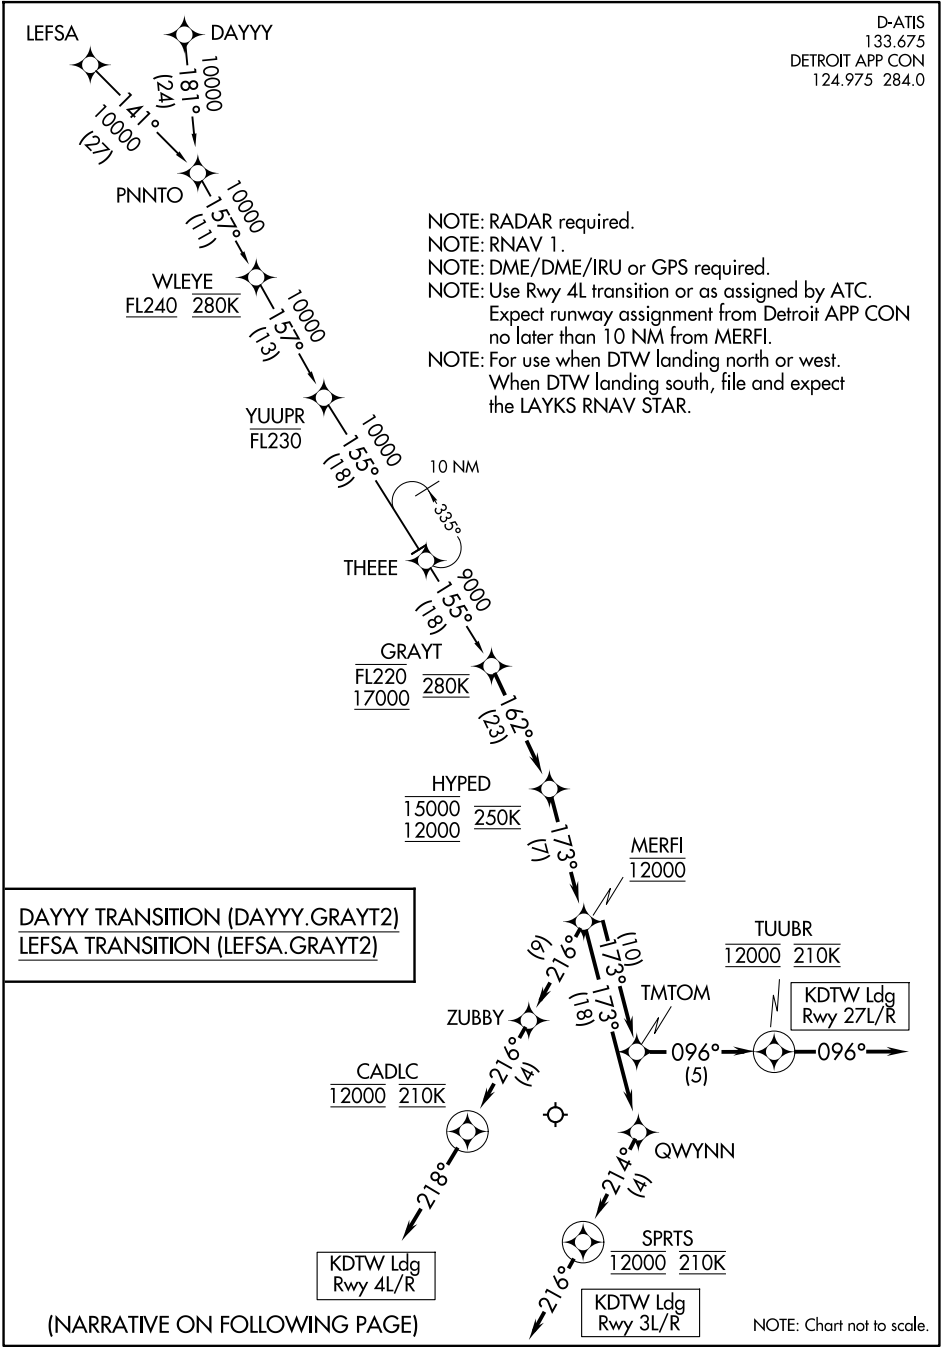 LEFSA
DAYYY
D-ATIS
133.675
DETROIT APP CON
124.975 284.0
10000
181°
(24)
141°
10000
(27)
PNNTO
10000
157°
(11)
NOTE: RADAR required.
NOTE: RNAV 1.
NOTE: DME/DME/IRU or GPS required.
NOTE: Use Rwy 4L transition or as assigned by ATC.
Expect runway assignment from Detroit APP CON
no later than 10 NM from MERFI.
NOTE: For use when DTW landing north or west.
When DTW landing south, file and expect
the LAYKS RNAV STAR.
WLEYE
FL240 280K
10000
157°
(13)
YUUPR
FL230
10000
155°
(18)
10 NM
335°
THEEE
9000
155°
(18)
GRAYT
FL220
17000
280K
162°
(23)
HYPED
15000
12000
250K
173°
(7)
MERFI
12000
DAYYY TRANSITION (DAYYY.GRAYT2)
LEFSA TRANSITION (LEFSA.GRAYT2)
(9)
216°
(10)
173°
173°
(18)
TUUBR
12000 210K
KDTW Ldg
Rwy 27L/R
TMTOM
ZUBBY
096°
(5)
096°
216°
(4)
CADLC
12000 210K
QWYNN
218°
214°
(4)
SPRTS
12000 210K
KDTW Ldg
Rwy 4L/R
216°
KDTW Ldg
Rwy 3L/R
(NARRATIVE ON FOLLOWING PAGE)
NOTE: Chart not to scale.